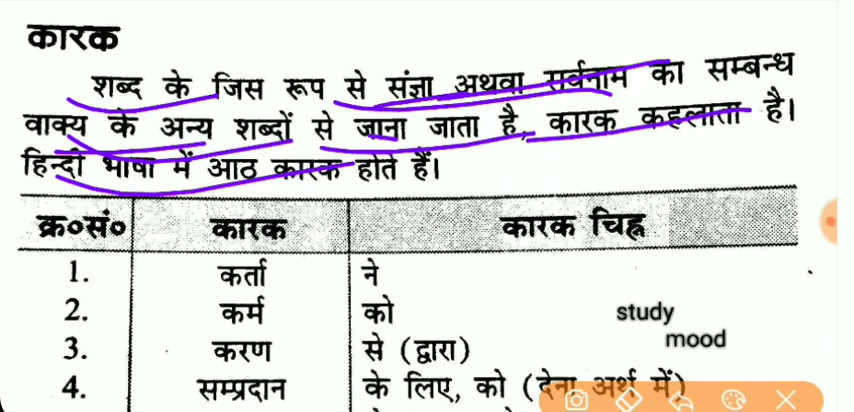 कारक
शब्द के जिस रूप से संज्ञा अथवा सर्वनाम का सम्बन्ध
वाक्य के अन्य शब्दों से जाना जाता है, कारक कहलाता है।
हिन्दी भाषा में आठ कारक होते हैं।
क्र०सं० कारक कारक चिह्न
1. कर्ता ने
2. कर्म को
3. करण से (द्वारा)
4. सम्प्रदान के लिए, को (देना अर्थ में)
study
mood